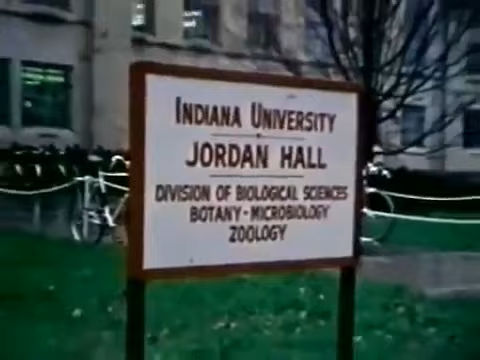 INDIANA UNIVERSITY
JORDAN HALL
DIVISION OF BIOLOGICAL SCIENCES
BOTANY - MICROBIOLOGY
ZOOLOGY